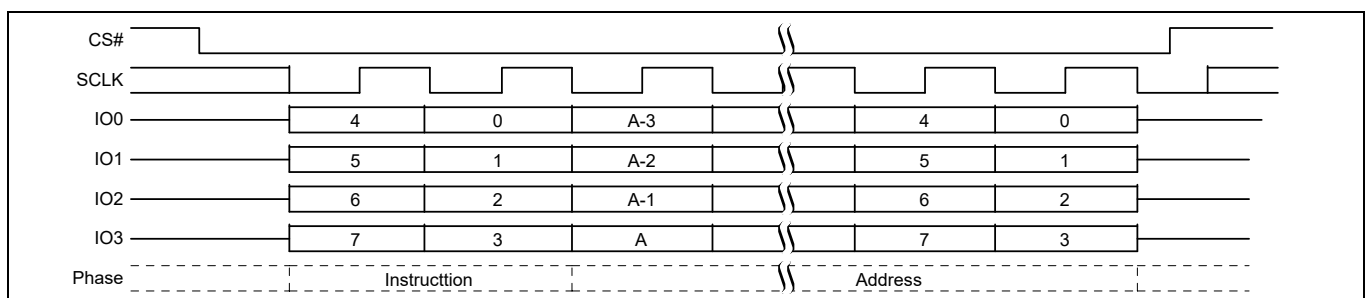 CS#
SCLK
IO0 4 0 A-3 4 0
IO1 5 1 A-2 5 1
IO2 6 2 A-1 6 2
IO3 7 3 A 7 3
Phase Instructtion Address